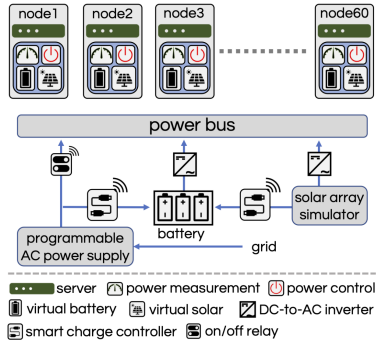 node1 node2 node3 node60
power bus
battery
solar array
simulator
programmable
AC power supply
grid
server power measurement power control
virtual battery virtual solar DC-to-AC inverter
smart charge controller on/off relay